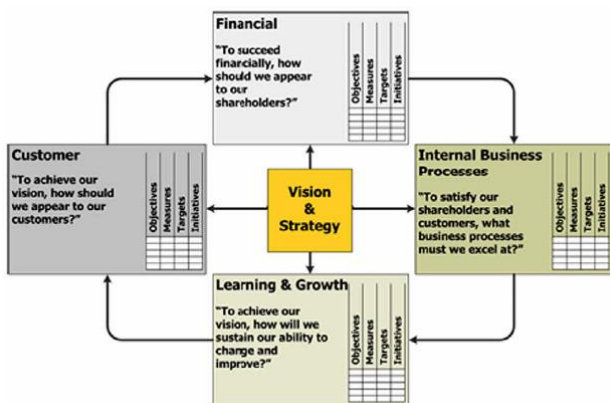 Financial
"To succeed
financially, how
should we appear
to our
shareholders?"
Objectives
Measures
Targets
Initiatives
Customer
"To achieve our
vision, how should
we appear to our
customers?"
Objectives
Measures
Targets
Initiatives
Vision
&
Strategy
Internal Business
Processes
"To satisfy our
shareholders and
customers, what
business processes
must we excel at?"
Objectives
Measures
Targets
Initiatives
Learning & Growth
"To achieve our
vision, how will we
sustain our ability to
change and
improve?"
Objectives
Measures
Targets
Initiatives